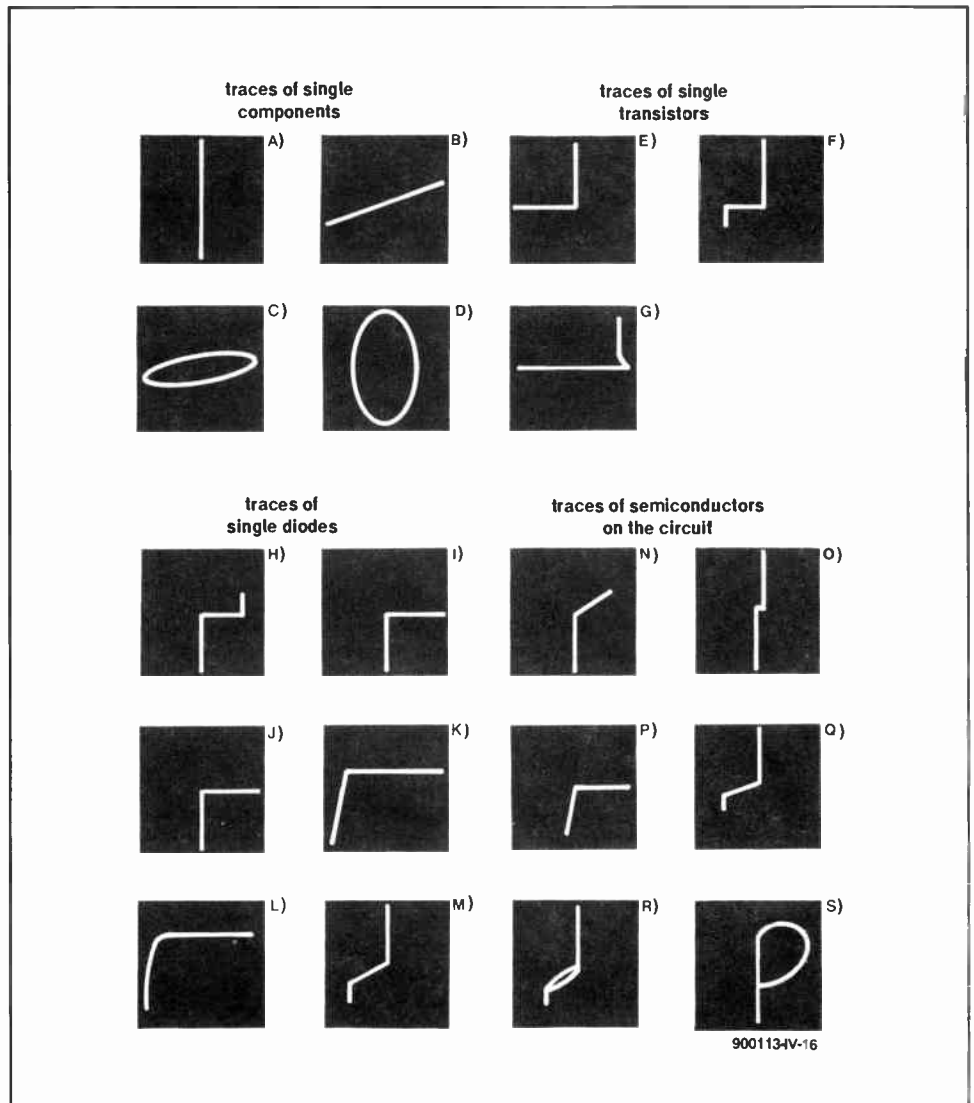 traces of single
components
traces of single
transistors
A)
B)
E)
F)
C)
D)
G)
traces of
single diodes
traces of semiconductors
on the circuit
H)
I)
N)
O)
J)
K)
P)
Q)
L)
M)
R)
S)
900113-IV-16